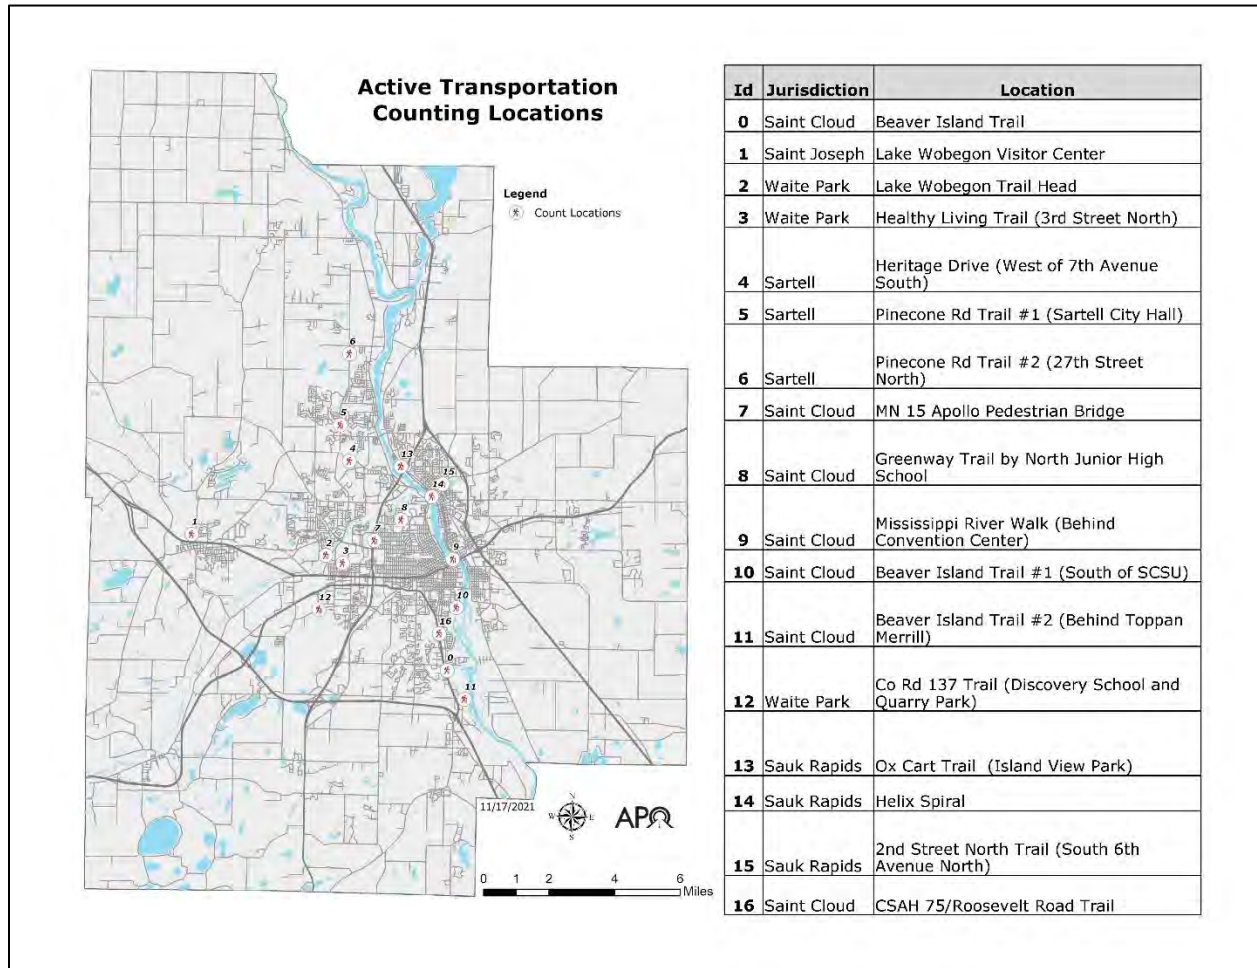 Active Transportation
Counting Locations
Legend
Count Locations
6
5
4
13
15
14
8
7
1
2
3
9
12
10
16
0
11
11/17/2021
N
W
E
S
APO
0 1 2 4 6
Miles
Id Jurisdiction Location
0 Saint Cloud Beaver Island Trail
1 Saint Joseph Lake Wobegon Visitor Center
2 Waite Park Lake Wobegon Trail Head
3 Waite Park Healthy Living Trail (3rd Street North)
4 Sartell Heritage Drive (West of 7th Avenue
South)
5 Sartell Pinecone Rd Trail #1 (Sartell City Hall)
6 Sartell Pinecone Rd Trail #2 (27th Street
North)
7 Saint Cloud MN 15 Apollo Pedestrian Bridge
8 Saint Cloud Greenway Trail by North Junior High
School
9 Saint Cloud Mississippi River Walk (Behind
Convention Center)
10 Saint Cloud Beaver Island Trail #1 (South of SCSU)
11 Saint Cloud Beaver Island Trail #2 (Behind Toppan
Merrill)
12 Waite Park Co Rd 137 Trail (Discovery School and
Quarry Park)
13 Sauk Rapids Ox Cart Trail (Island View Park)
14 Sauk Rapids Helix Spiral
15 Sauk Rapids 2nd Street North Trail (South 6th
Avenue North)
16 Saint Cloud CSAH 75/Roosevelt Road Trail